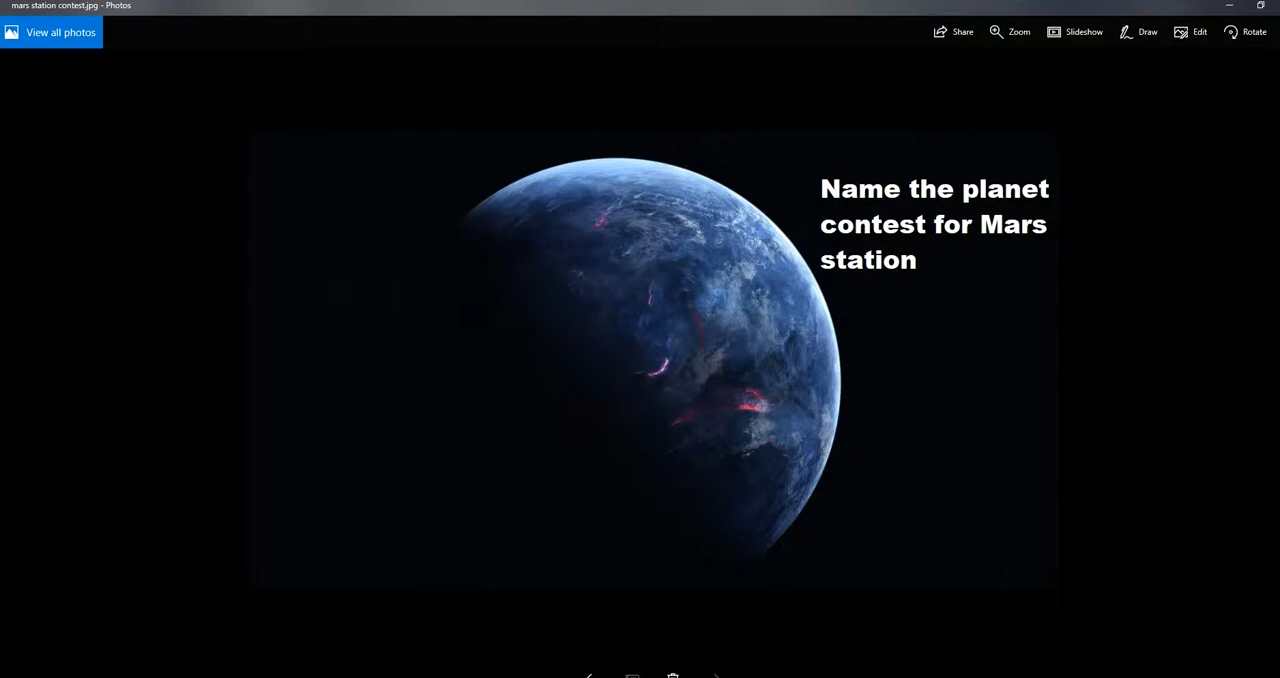 mars station contest.jpg - Photos
View all photos
Share
Zoom
Slideshow
Draw
Edit
Rotate
Name the planet
contest for Mars
station